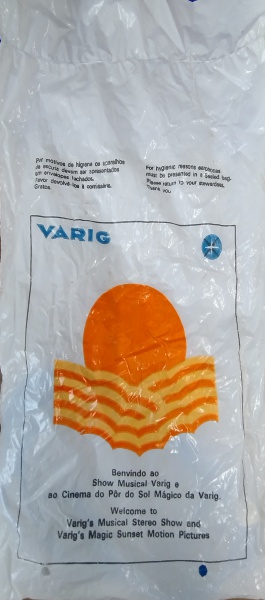 Por motivos de higiene os aparelhos
de escuta devem ser apresentados
em envelopes fechados.
Favor devolvê-los à comissária.
Gratos.
For hygienic reasons earphones
must be presented in a sealed bag.
Please return to your stewardess.
Thank you
VARIG
Benvindo ao
Show Musical Varig e
ao Cinema do Pôr do Sol Mágico da Varig.
Welcome to
Varig's Musical Stereo Show and
Varig's Magic Sunset Motion Pictures